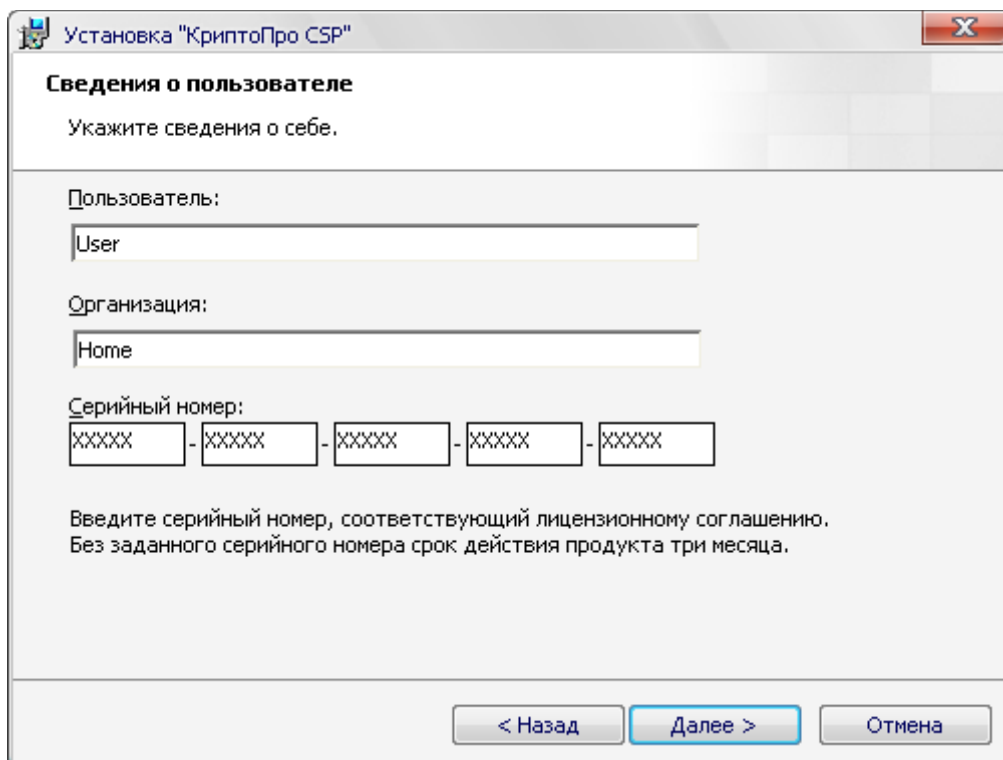 Установка "КриптоПро CSP"
Сведения о пользователе
Укажите сведения о себе.
Пользователь:
User
Организация:
Home
Серийный номер:
XXXXX - XXXXX - XXXXX - XXXXX - XXXXX
Введите серийный номер, соответствующий лицензионному соглашению.
Без заданного серийного номера срок действия продукта три месяца.
< Назад Далее > Отмена